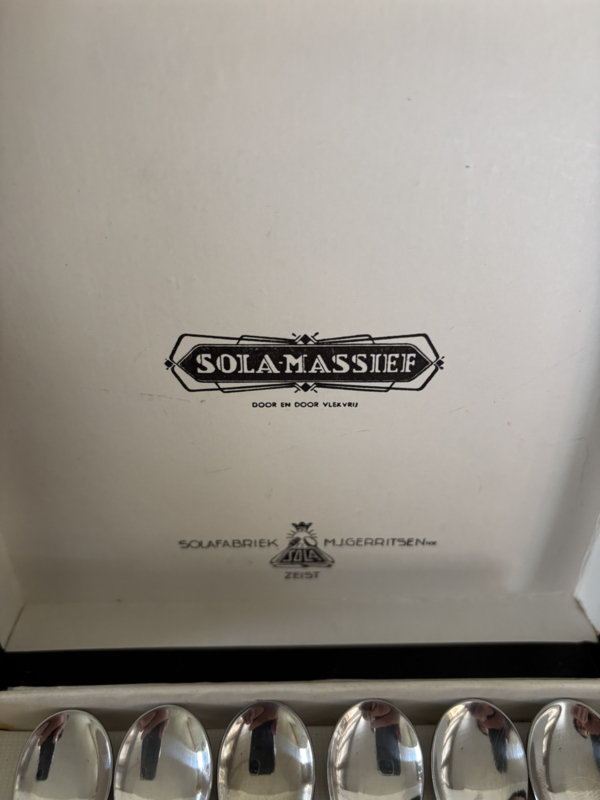 SOLA-MASSIEF
DOOR EN DOOR VLEKVRIJ
SOLAFABRIEK SOLA M.J.GERRITSEN
ZEIST